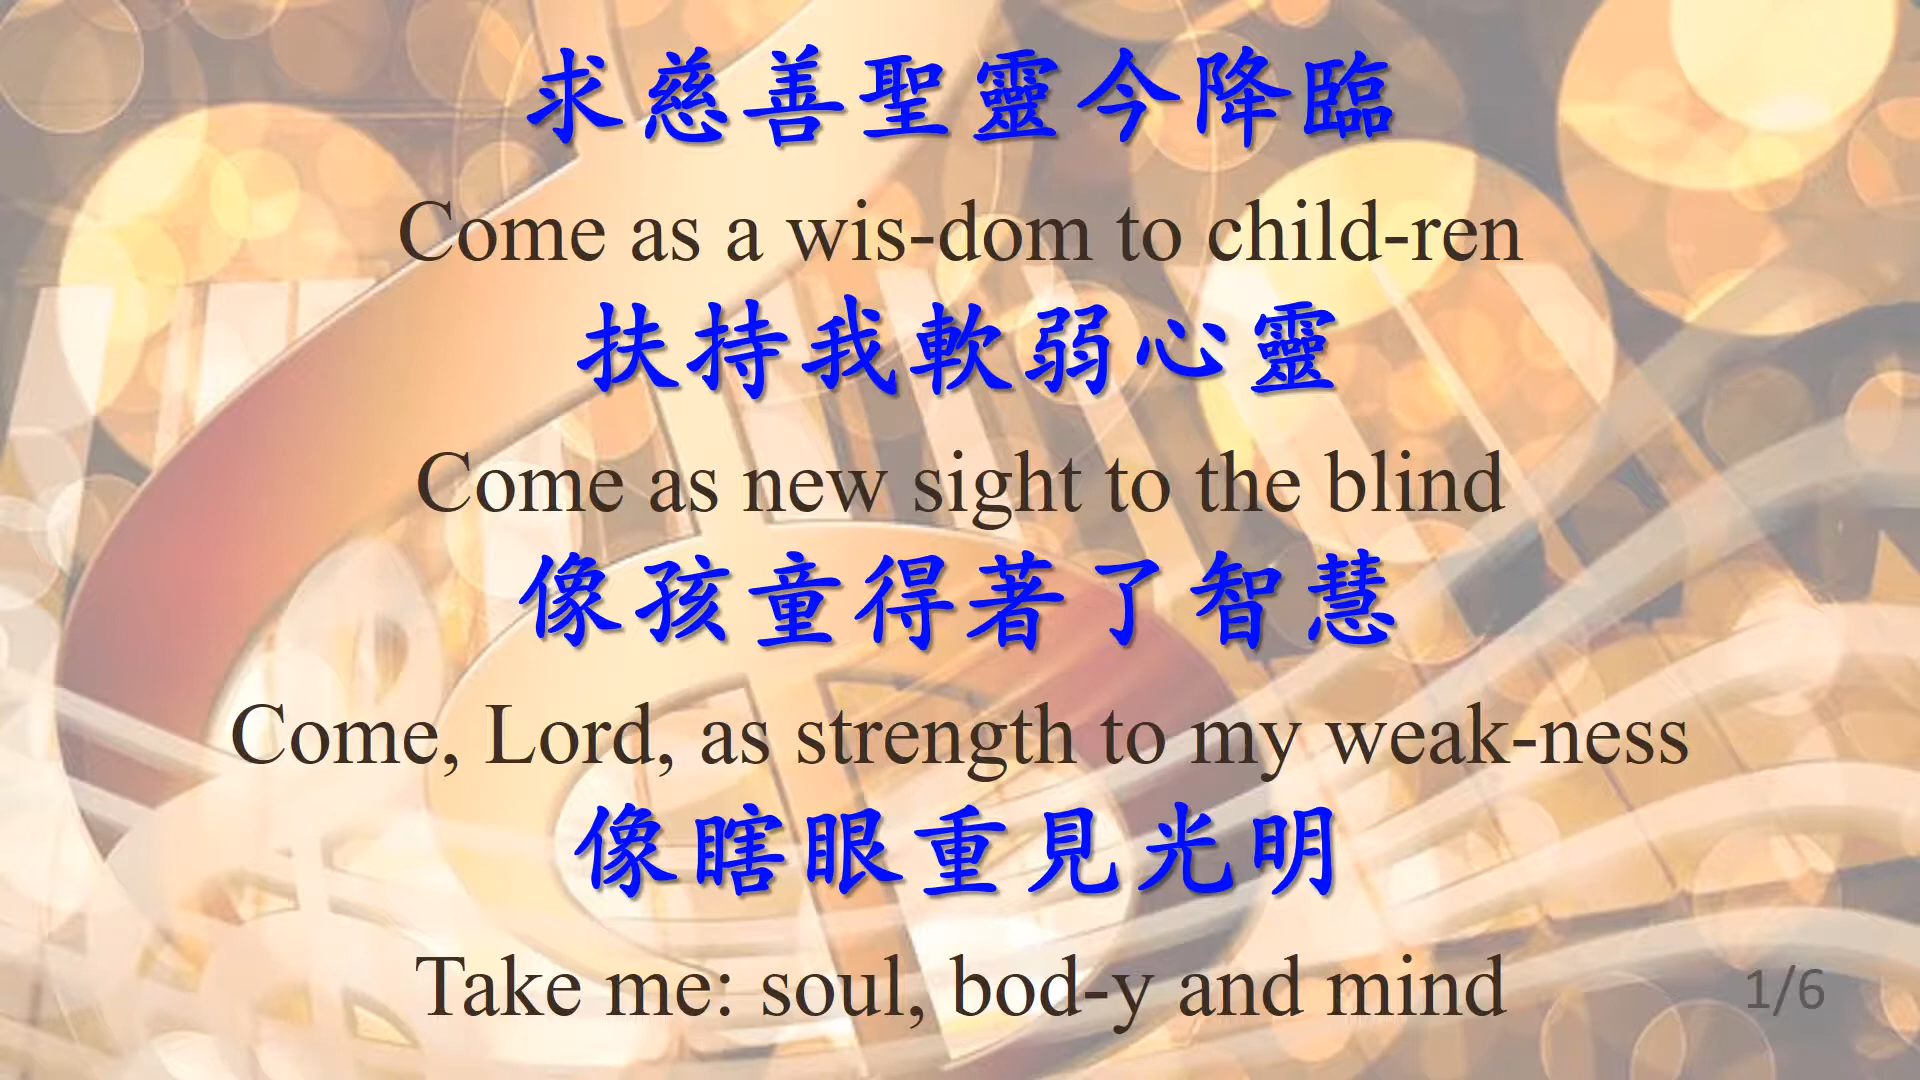 求慈善聖靈今降臨
Come as a wis-dom to child-ren
扶持我軟弱心靈
Come as new sight to the blind
像孩童得著了智慧
Come, Lord, as strength to my weak-ness
像瞎眼重見光明
Take me: soul, bod-y and mind
1/6